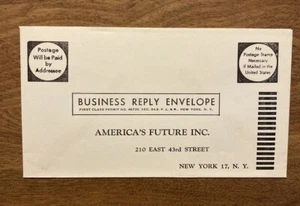 Postage
Will be Paid
by
Addressee
No
Postage Stamp
Necessary
If Mailed in the
United States
BUSINESS REPLY ENVELOPE
AMERICA'S FUTURE INC.
210 EAST 43rd STREET
NEW YORK 17, N. Y.